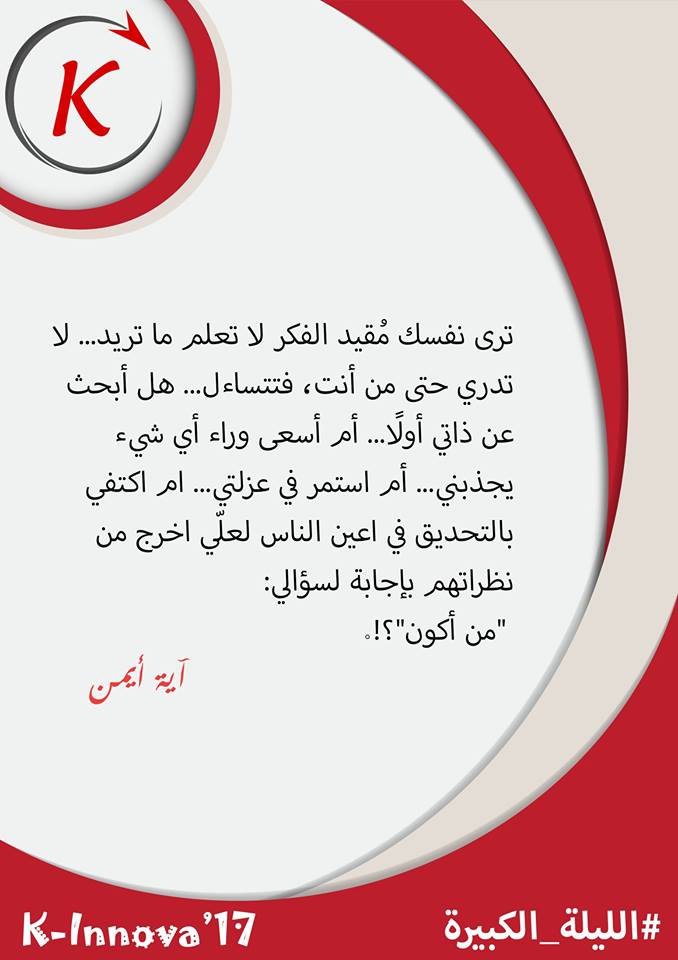 K
ترى نفسك مُقيد الفكر لا تعلم ما تريد... لا
تدري حتى من أنت، فتتساءل... هل أبحث
عن ذاتي أولًا... أم أسعى وراء أي شيء
يجذبني... أم استمر في عزلتي... ام اكتفي
بالتحديق في اعين الناس لعلّي اخرج من
نظراتهم بإجابة لسؤالي:
"من أكون"؟!.
آية أيمن
K-Innova'17
#الليلة_الكبيرة